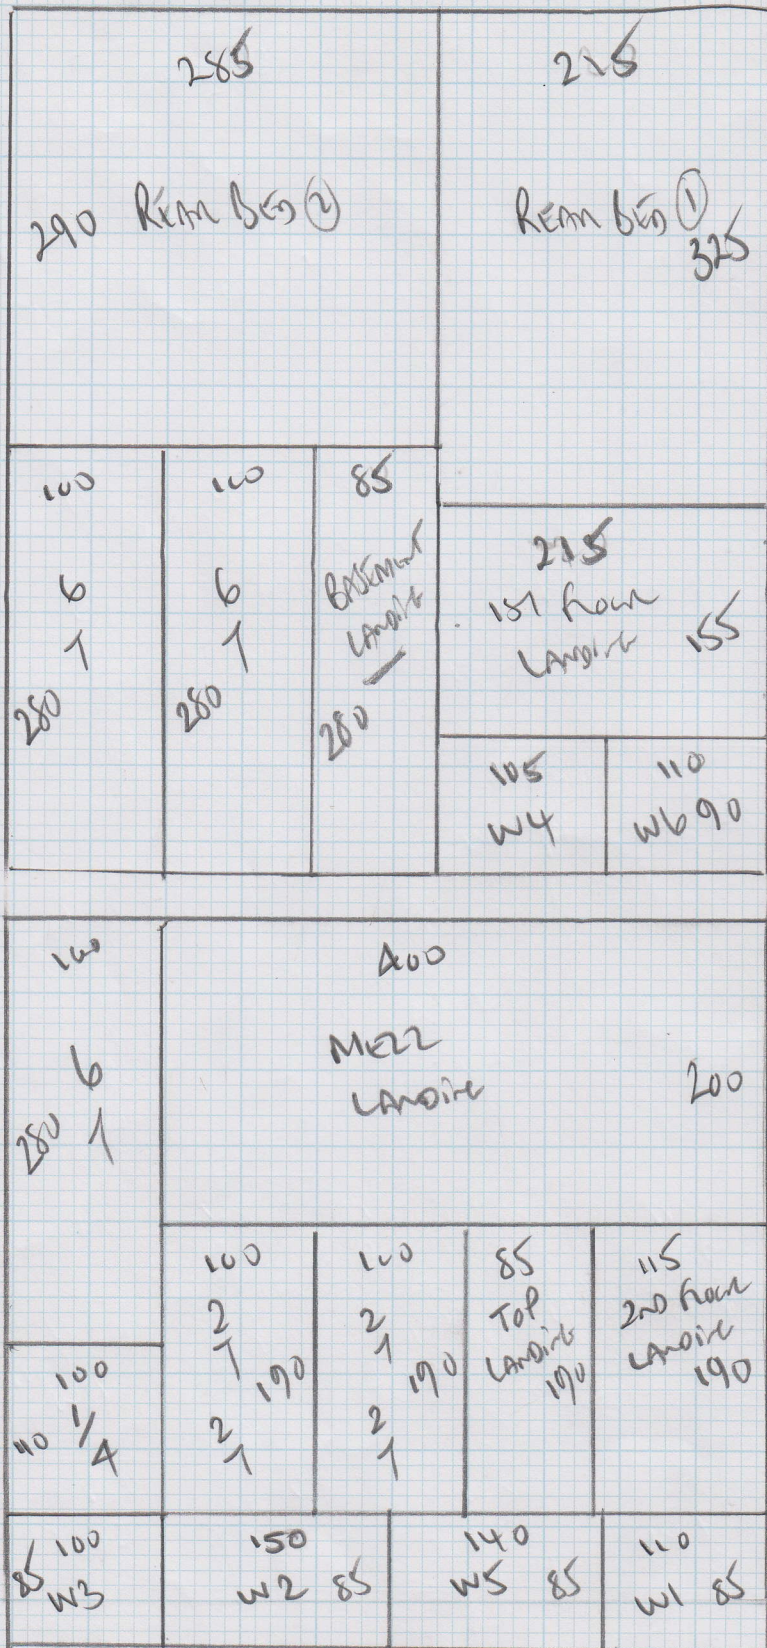 285
290 REAR BED ②
215
REAR BED ①
325
100
6
1
280
100
6
1
280
85
BASEMENT
LANDING
280
215
1ST FLOOR
LANDING 155
105
W4
110
W6 90
100
6
1
280
400
MEZZ
LANDING
200
100
2
1
190
2
1
100
2
1
190
2
1
85
TOP
LANDING
190
115
2ND FLOOR
LANDING
190
100
110 1/4
100
85 W3
150
W2 85
140
W5 85
110
W1 85